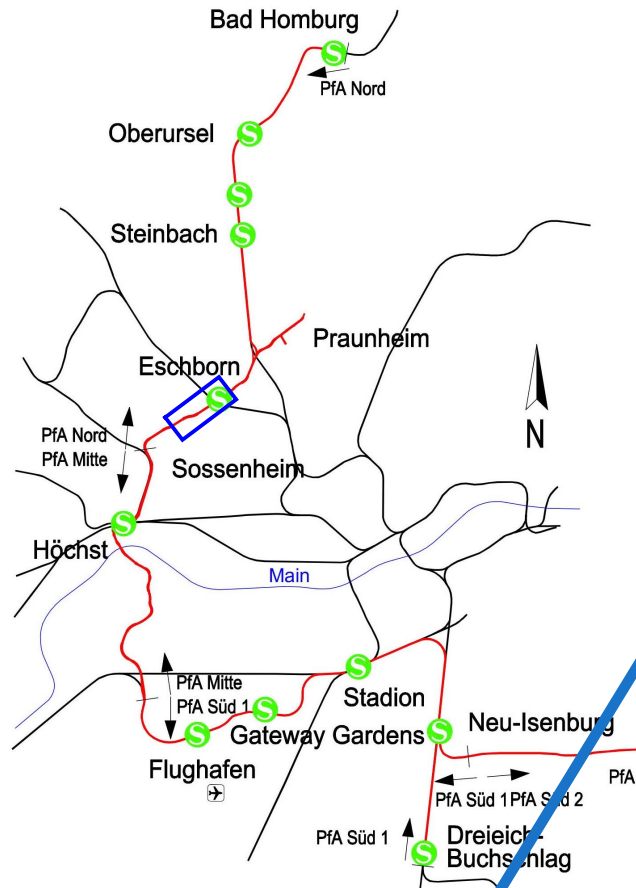 Bad Homburg
S
PfA Nord
Oberursel
S
S
Steinbach
S
Praunheim
Eschborn
S
PfA Nord
PfA Mitte
N
Sossenheim
S
Höchst
Main
S
PfA Mitte
Stadion
PfA Süd 1
S
Neu-Isenburg
Gateway Gardens
S
S
Flughafen
PfA
PfA Süd 1
PfA Süd 2
PfA Süd 1
Dreieich-
S
Buchschlag